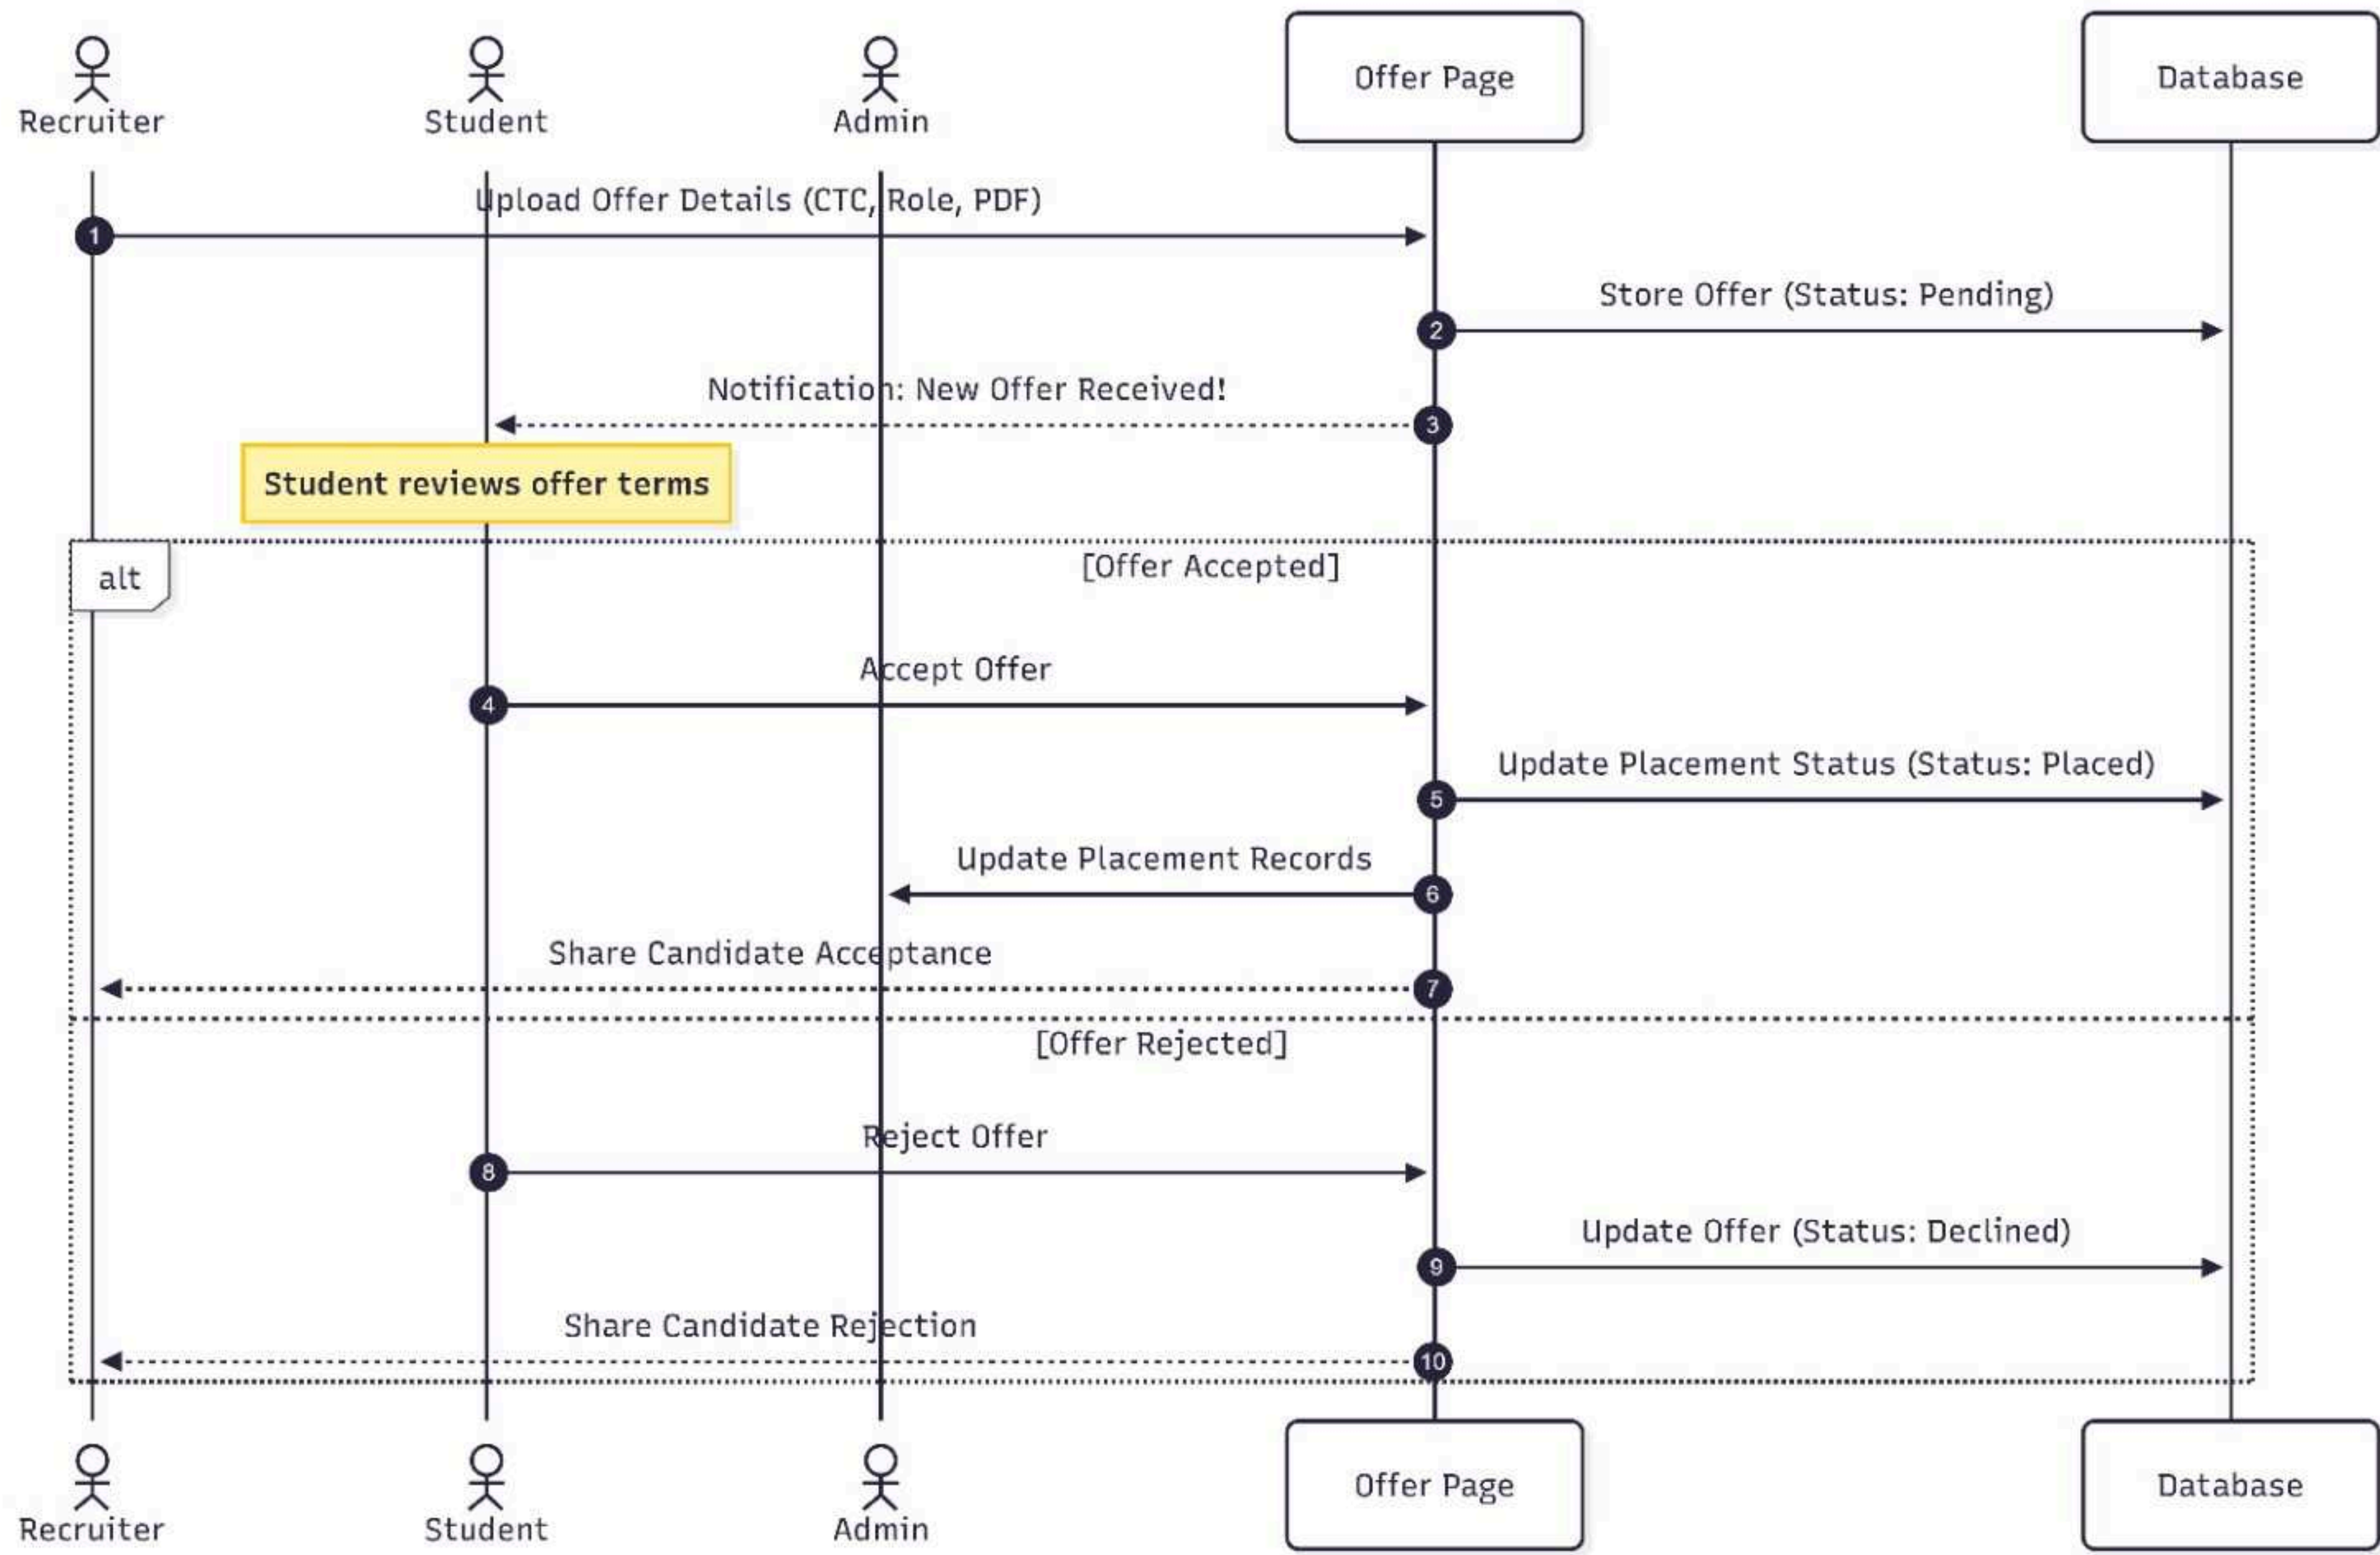 Recruiter
Student
Admin
Offer Page
Database
Upload Offer Details (CTC, Role, PDF)
1
Store Offer (Status: Pending)
2
Notification: New Offer Received!
3
Student reviews offer terms
alt
[Offer Accepted]
Accept Offer
4
Update Placement Status (Status: Placed)
5
Update Placement Records
6
Share Candidate Acceptance
7
[Offer Rejected]
Reject Offer
8
Update Offer (Status: Declined)
9
Share Candidate Rejection
10
Recruiter
Student
Admin
Offer Page
Database